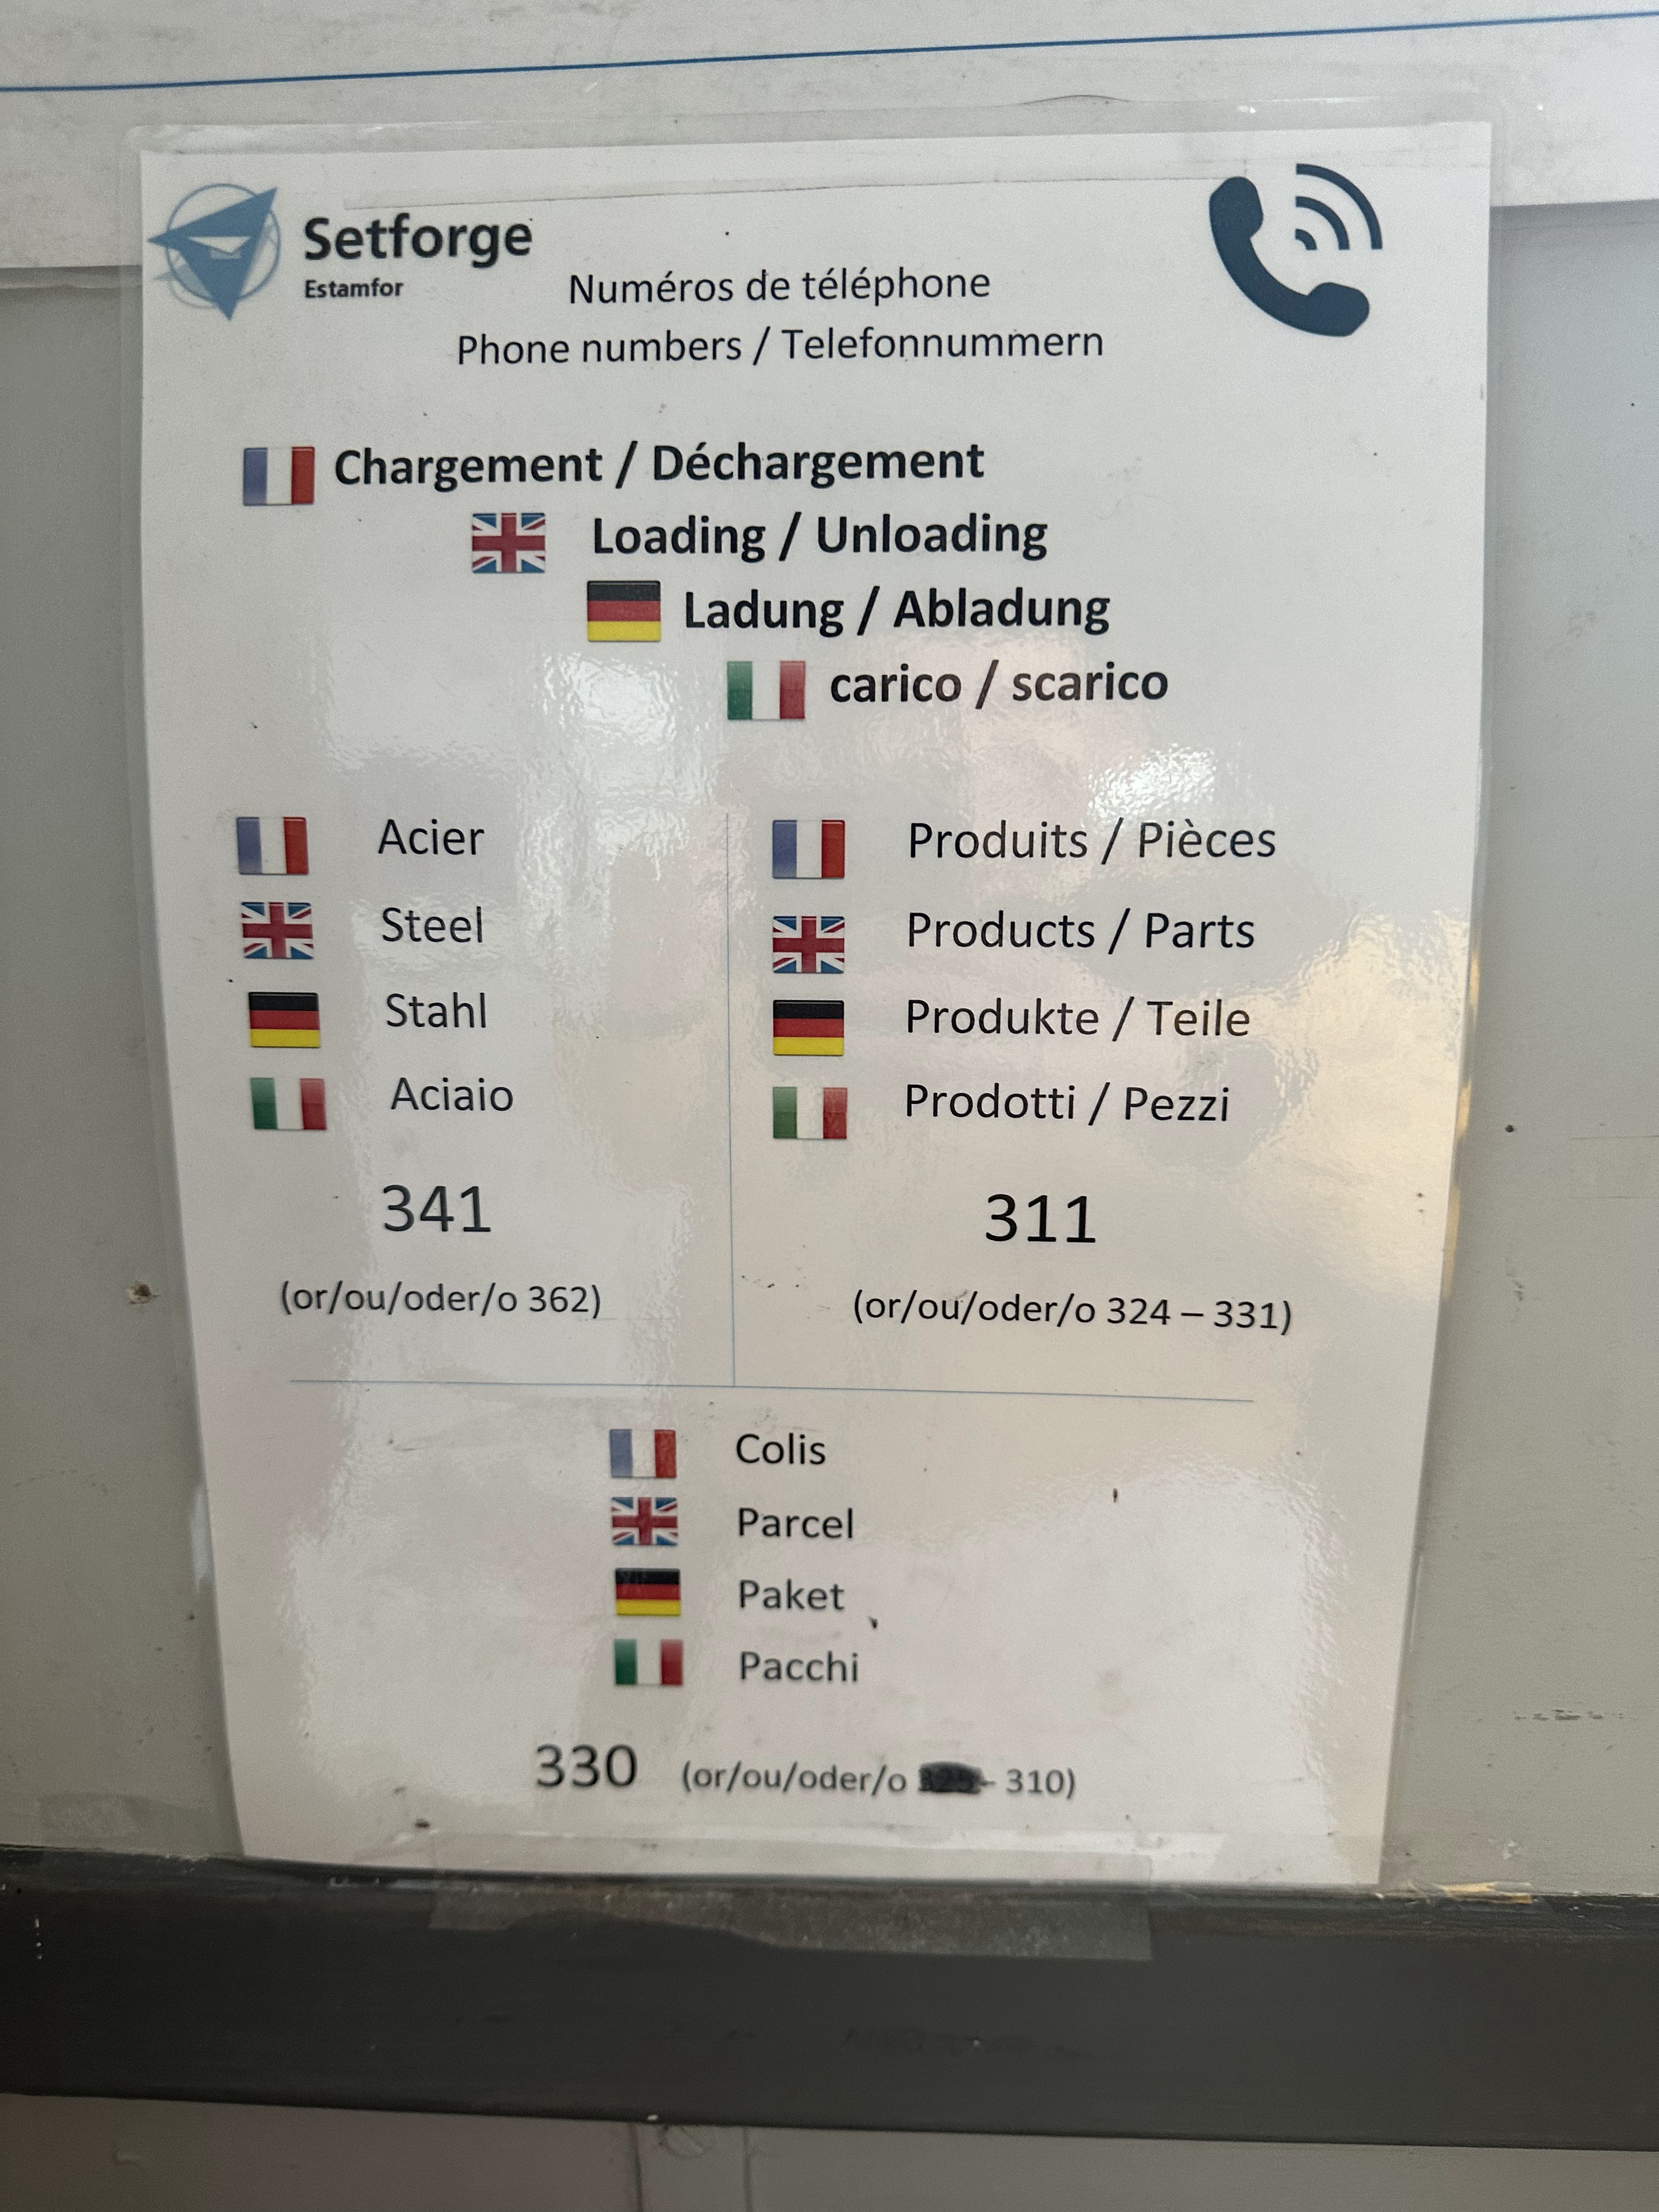 Setforge
Estamfor
Numéros de téléphone
Phone numbers / Telefonnummern
Chargement / Déchargement
Loading / Unloading
Ladung / Abladung
carico / scarico
Acier
Steel
Stahl
Aciaio
341
(or/ou/oder/o 362)
Produits / Pièces
Products / Parts
Produkte / Teile
Prodotti / Pezzi
311
(or/ou/oder/o 324 – 331)
Colis
Parcel
Paket
Pacchi
330 (or/ou/oder/o - 310)